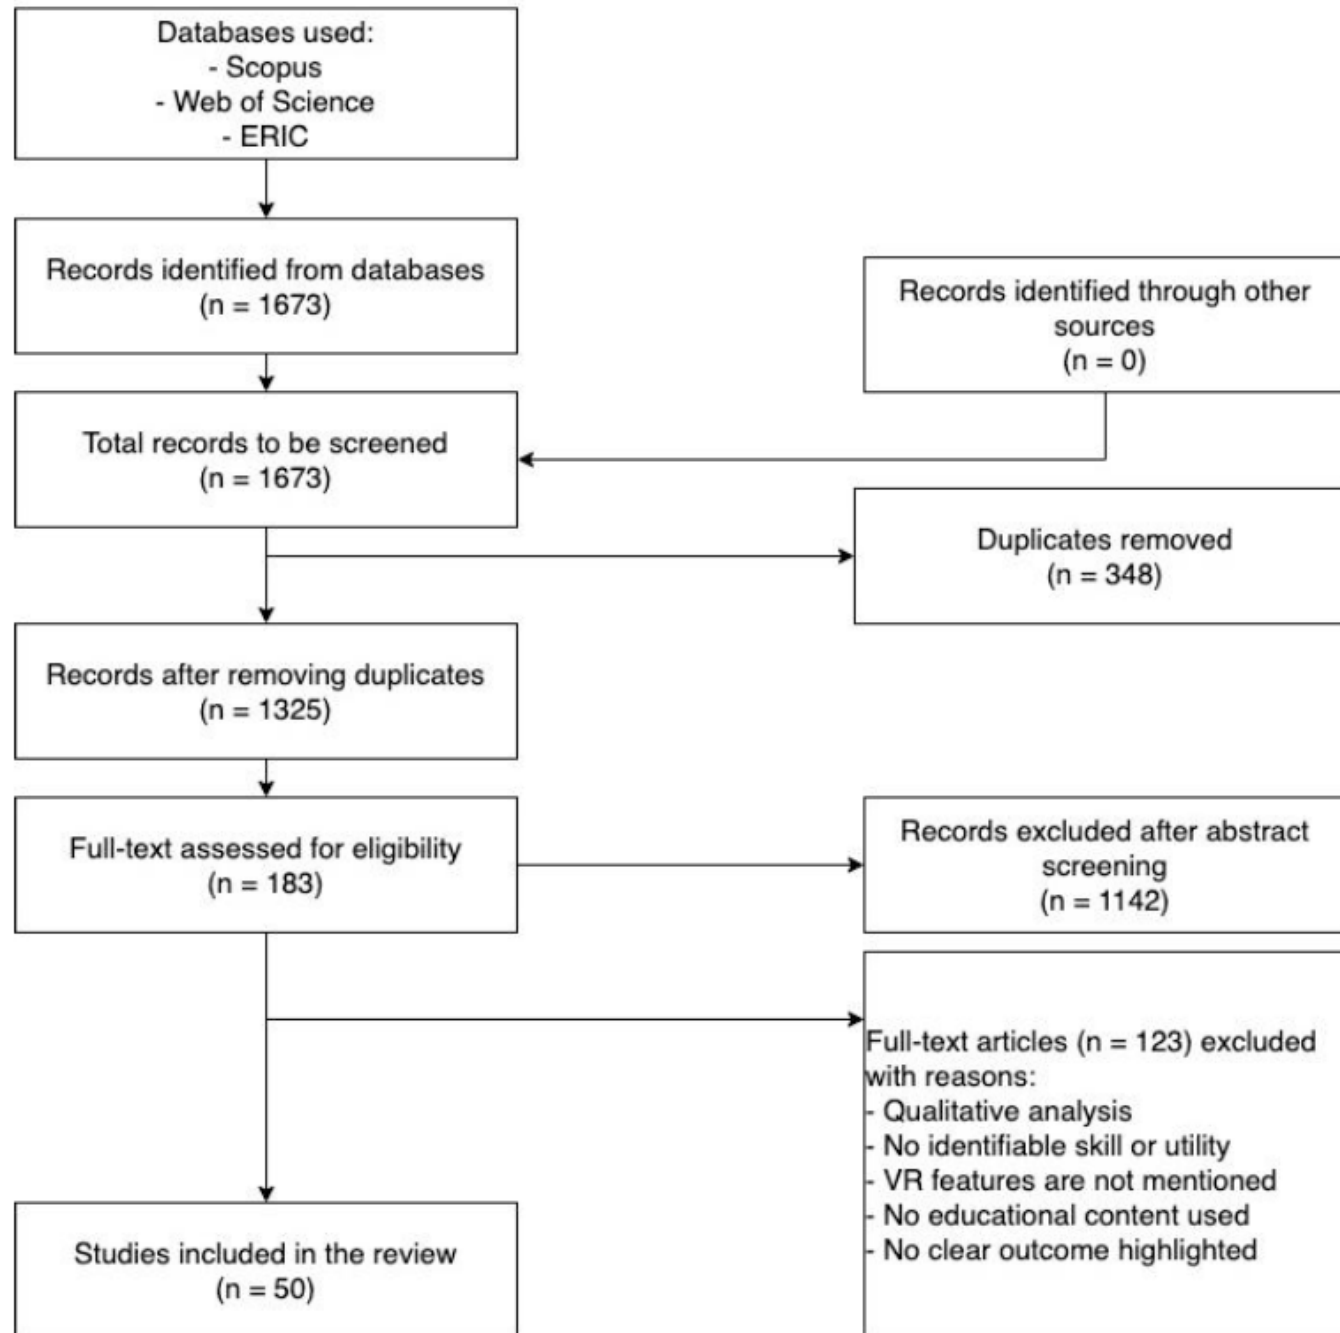 Databases used:
- Scopus
- Web of Science
- ERIC
Records identified from databases
(n = 1673)
Records identified through other
sources
(n = 0)
Total records to be screened
(n = 1673)
Duplicates removed
(n = 348)
Records after removing duplicates
(n = 1325)
Full-text assessed for eligibility
(n = 183)
Records excluded after abstract
screening
(n = 1142)
Full-text articles (n = 123) excluded
with reasons:
- Qualitative analysis
- No identifiable skill or utility
- VR features are not mentioned
- No educational content used
- No clear outcome highlighted
Studies included in the review
(n = 50)